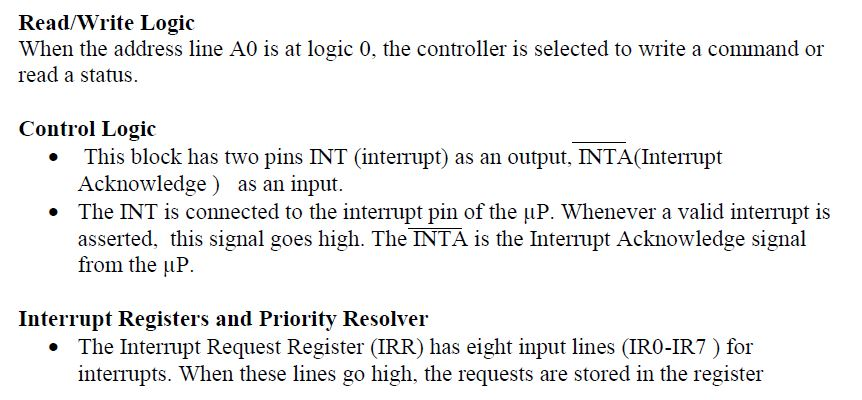 Read/Write Logic
When the address line A0 is at logic 0, the controller is selected to write a command or
read a status.
Control Logic
• This block has two pins INT (interrupt) as an output, I̅N̅T̅A̅(Interrupt
Acknowledge ) as an input.
• The INT is connected to the interrupt pin of the μP. Whenever a valid interrupt is
asserted, this signal goes high. The I̅N̅T̅A̅ is the Interrupt Acknowledge signal
from the μP.
Interrupt Registers and Priority Resolver
• The Interrupt Request Register (IRR) has eight input lines (IR0-IR7 ) for
interrupts. When these lines go high, the requests are stored in the register